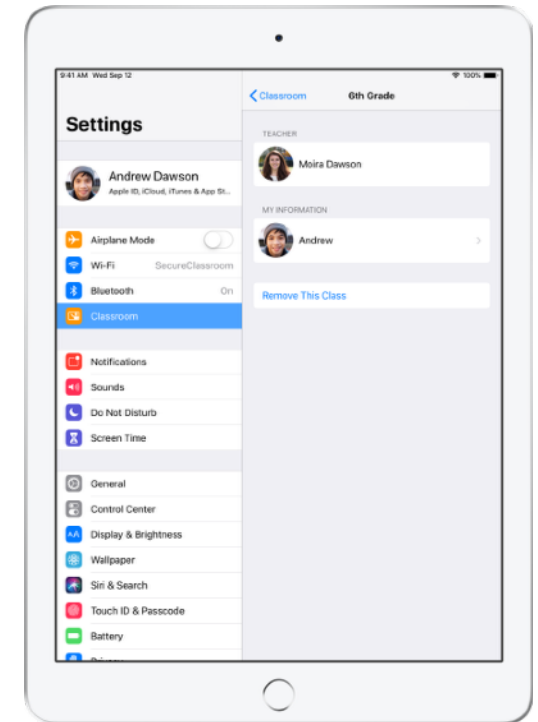 9:41 AM Wed Sep 12
100%
Settings
Andrew Dawson
Apple ID, iCloud, iTunes & App St...
Airplane Mode
Wi-Fi SecureClassroom
Bluetooth On
Classroom
Notifications
Sounds
Do Not Disturb
Screen Time
General
Control Center
AA Display & Brightness
Wallpaper
Siri & Search
Touch ID & Passcode
Battery
Classroom 6th Grade
TEACHER
Moira Dawson
MY INFORMATION
Andrew
Remove This Class